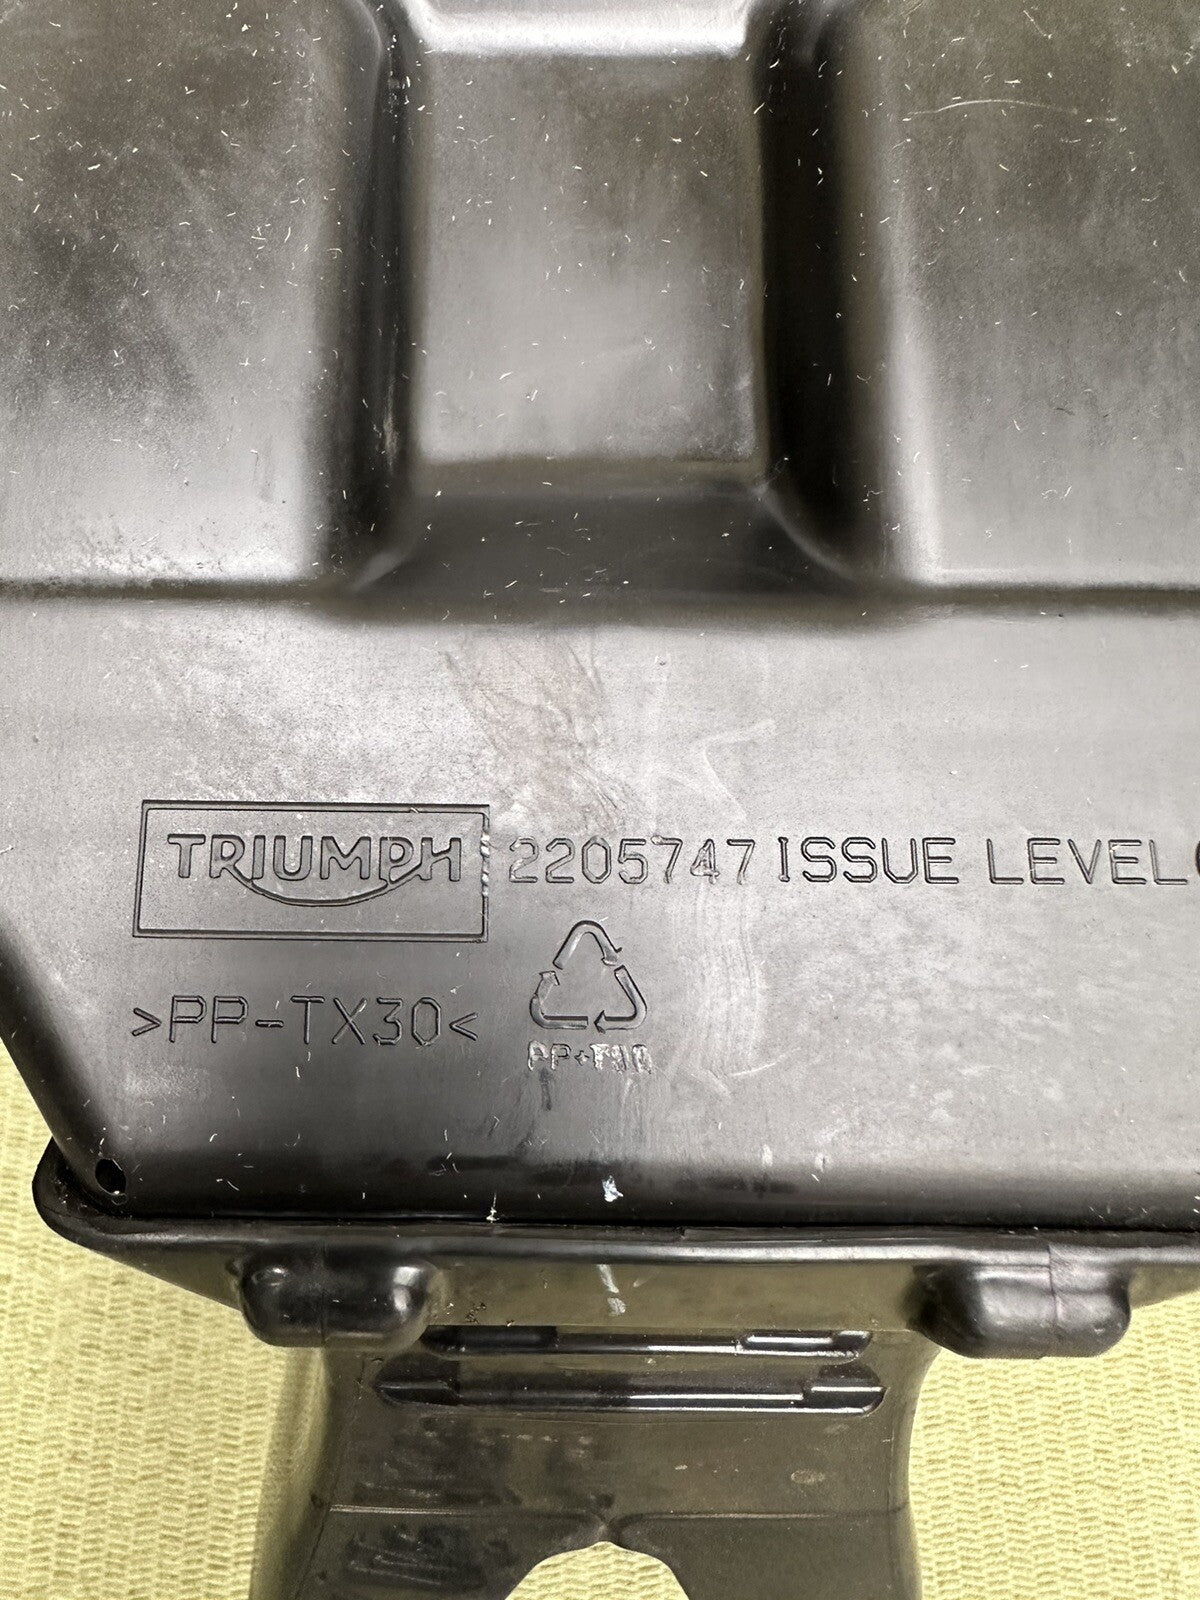 TRIUMPH 2205747 ISSUE LEVEL
>PP-TX30<